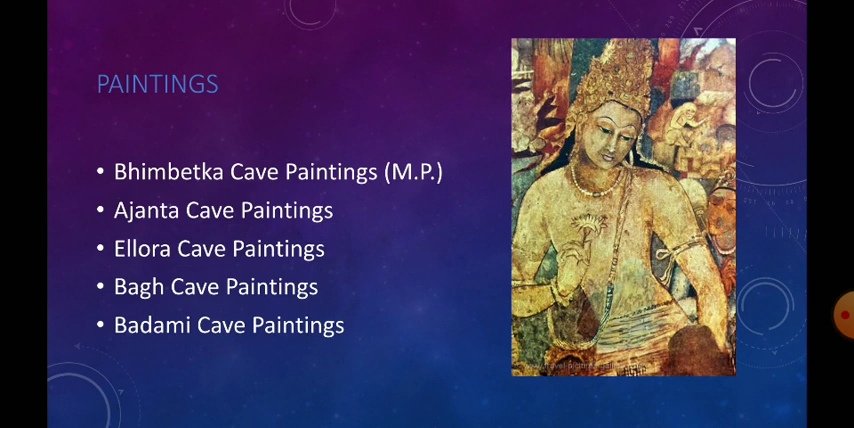 PAINTINGS
• Bhimbetka Cave Paintings (M.P.)
• Ajanta Cave Paintings
• Ellora Cave Paintings
• Bagh Cave Paintings
• Badami Cave Paintings